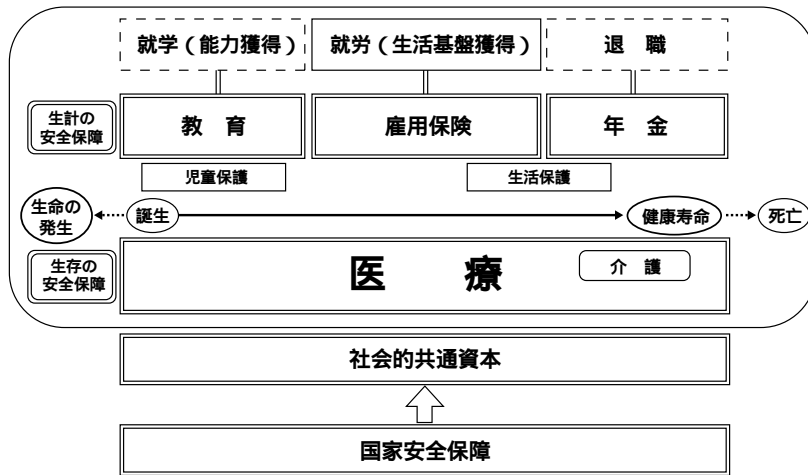 就学（能力獲得）
就労（生活基盤獲得）
退　職
生計の
安全保障
教　育
雇用保険
年　金
児童保護
生活保護
生命の
発生
誕生
健康寿命
死亡
生存の
安全保障
医　療
介　護
社会的共通資本
国家安全保障